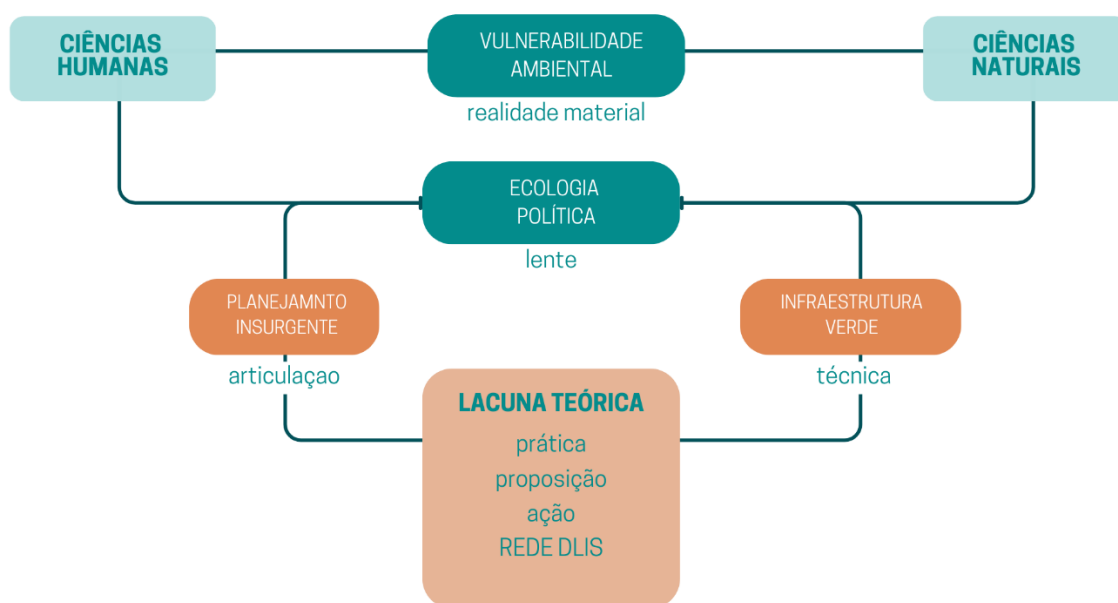 CIÊNCIAS
HUMANAS
VULNERABILIDADE
AMBIENTAL
realidade material
CIÊNCIAS
NATURAIS
ECOLOGIA
POLÍTICA
lente
PLANEJAMNTO
INSURGENTE
articulaçao
INFRAESTRUTURA
VERDE
técnica
LACUNA TEÓRICA
prática
proposição
ação
REDE DLIS